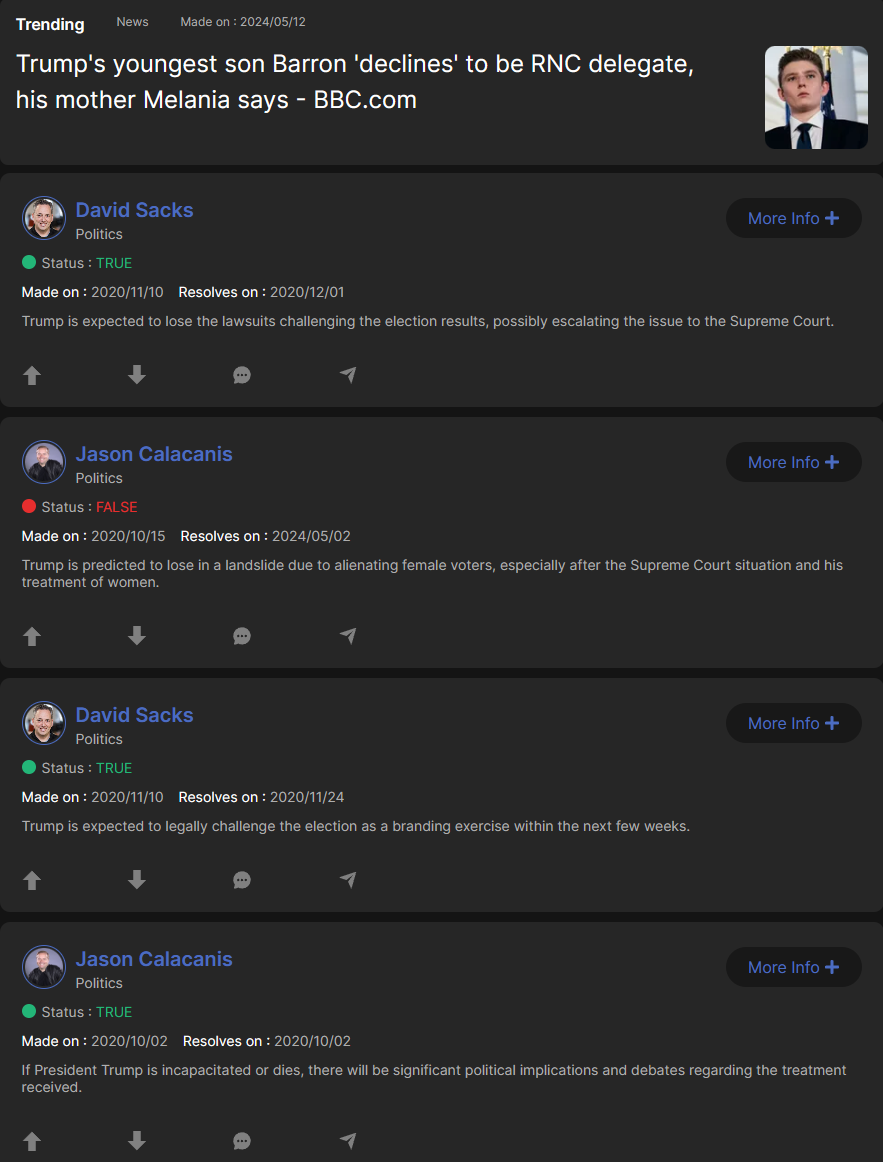 Trending News Made on : 2024/05/12
Trump's youngest son Barron 'declines' to be RNC delegate,
his mother Melania says - BBC.com
David Sacks
More Info +
Politics
Status : TRUE
Made on : 2020/11/10 Resolves on : 2020/12/01
Trump is expected to lose the lawsuits challenging the election results, possibly escalating the issue to the Supreme Court.
Jason Calacanis
More Info +
Politics
Status : FALSE
Made on : 2020/10/15 Resolves on : 2024/05/02
Trump is predicted to lose in a landslide due to alienating female voters, especially after the Supreme Court situation and his
treatment of women.
David Sacks
More Info +
Politics
Status : TRUE
Made on : 2020/11/10 Resolves on : 2020/11/24
Trump is expected to legally challenge the election as a branding exercise within the next few weeks.
Jason Calacanis
More Info +
Politics
Status : TRUE
Made on : 2020/10/02 Resolves on : 2020/10/02
If President Trump is incapacitated or dies, there will be significant political implications and debates regarding the treatment
received.